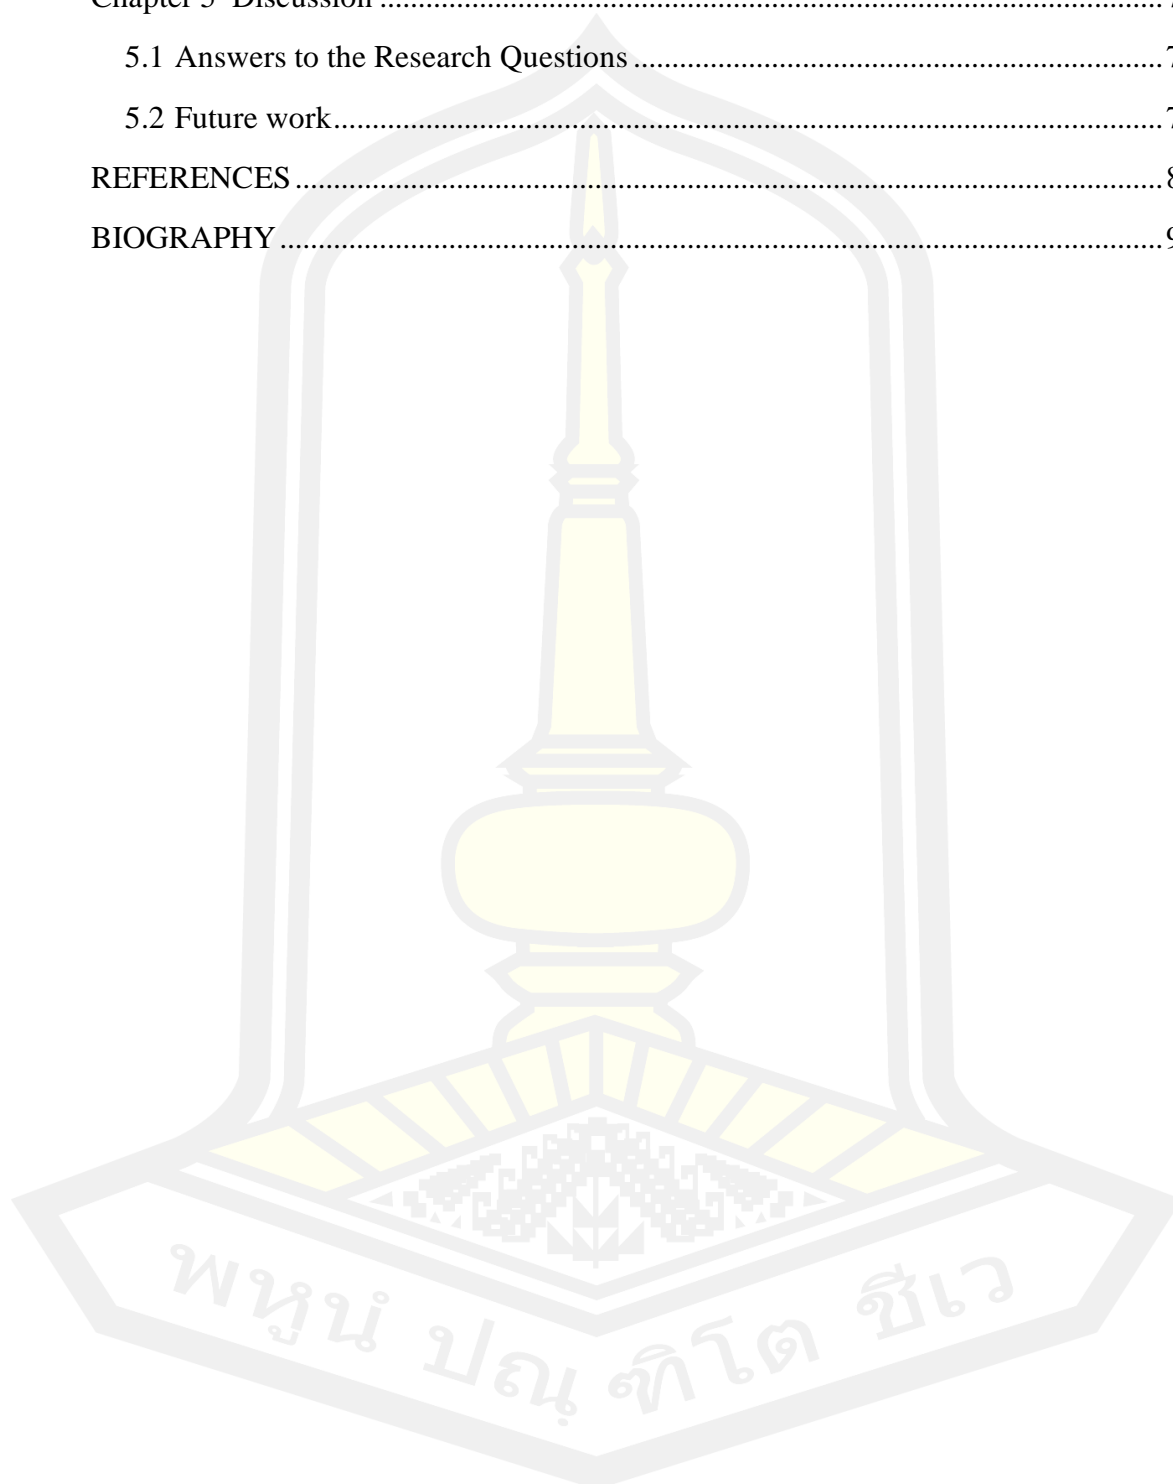 Chapter 5 Discussion
5.1 Answers to the Research Questions
5.2 Future work
REFERENCES
BIOGRAPHY
พหูนํ ปณฺฑิโต ชีเว